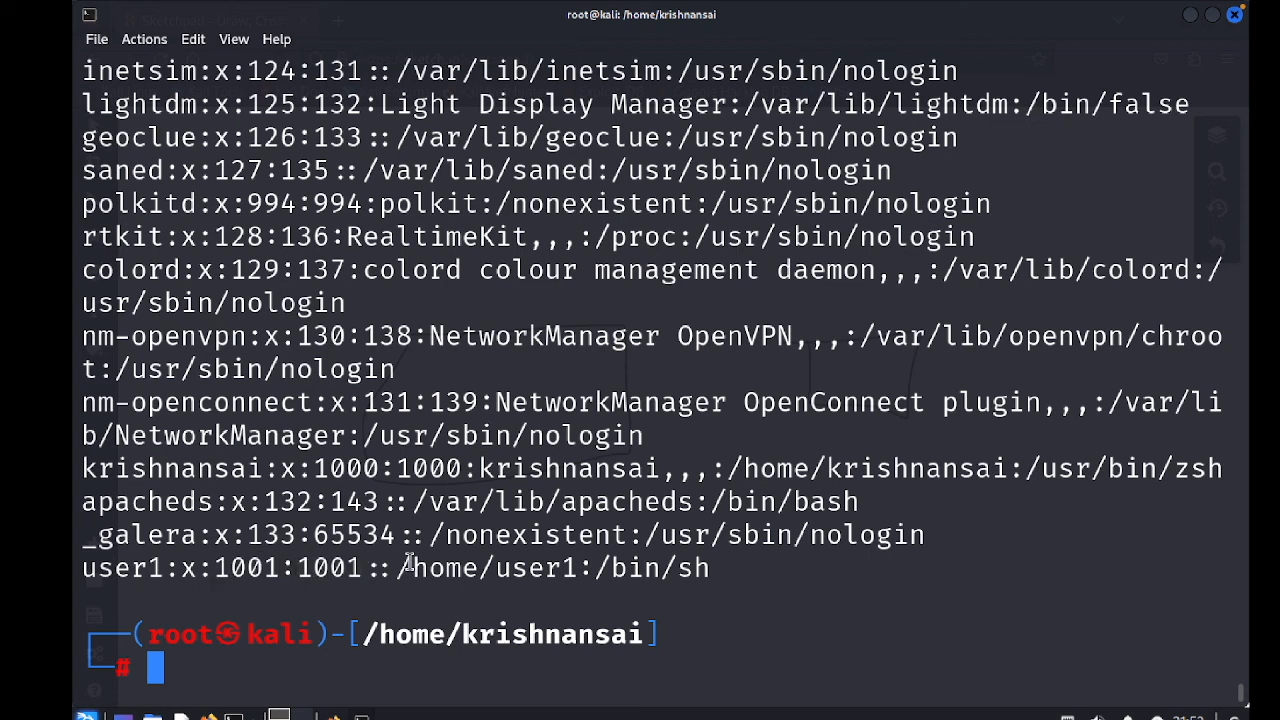 root@kali: /home/krishnansai
File Actions Edit View Help
inetsim:x:124:131::/var/lib/inetsim:/usr/sbin/nologin
lightdm:x:125:132:Light Display Manager:/var/lib/lightdm:/bin/false
geoclue:x:126:133::/var/lib/geoclue:/usr/sbin/nologin
saned:x:127:135::/var/lib/saned:/usr/sbin/nologin
polkitd:x:994:994:polkit:/nonexistent:/usr/sbin/nologin
rtkit:x:128:136:RealtimeKit,,,:/proc:/usr/sbin/nologin
colord:x:129:137:colord colour management daemon,,,:/var/lib/colord:/
usr/sbin/nologin
nm-openvpn:x:130:138:NetworkManager OpenVPN,,,:/var/lib/openvpn/chroo
t:/usr/sbin/nologin
nm-openconnect:x:131:139:NetworkManager OpenConnect plugin,,,:/var/li
b/NetworkManager:/usr/sbin/nologin
krishnansai:x:1000:1000:krishnansai,,,:/home/krishnansai:/usr/bin/zsh
apacheds:x:132:143::/var/lib/apacheds:/bin/bash
_galera:x:133:65534::/nonexistent:/usr/sbin/nologin
user1:x:1001:1001::/home/user1:/bin/sh
(root㉿kali)-[/home/krishnansai]
#